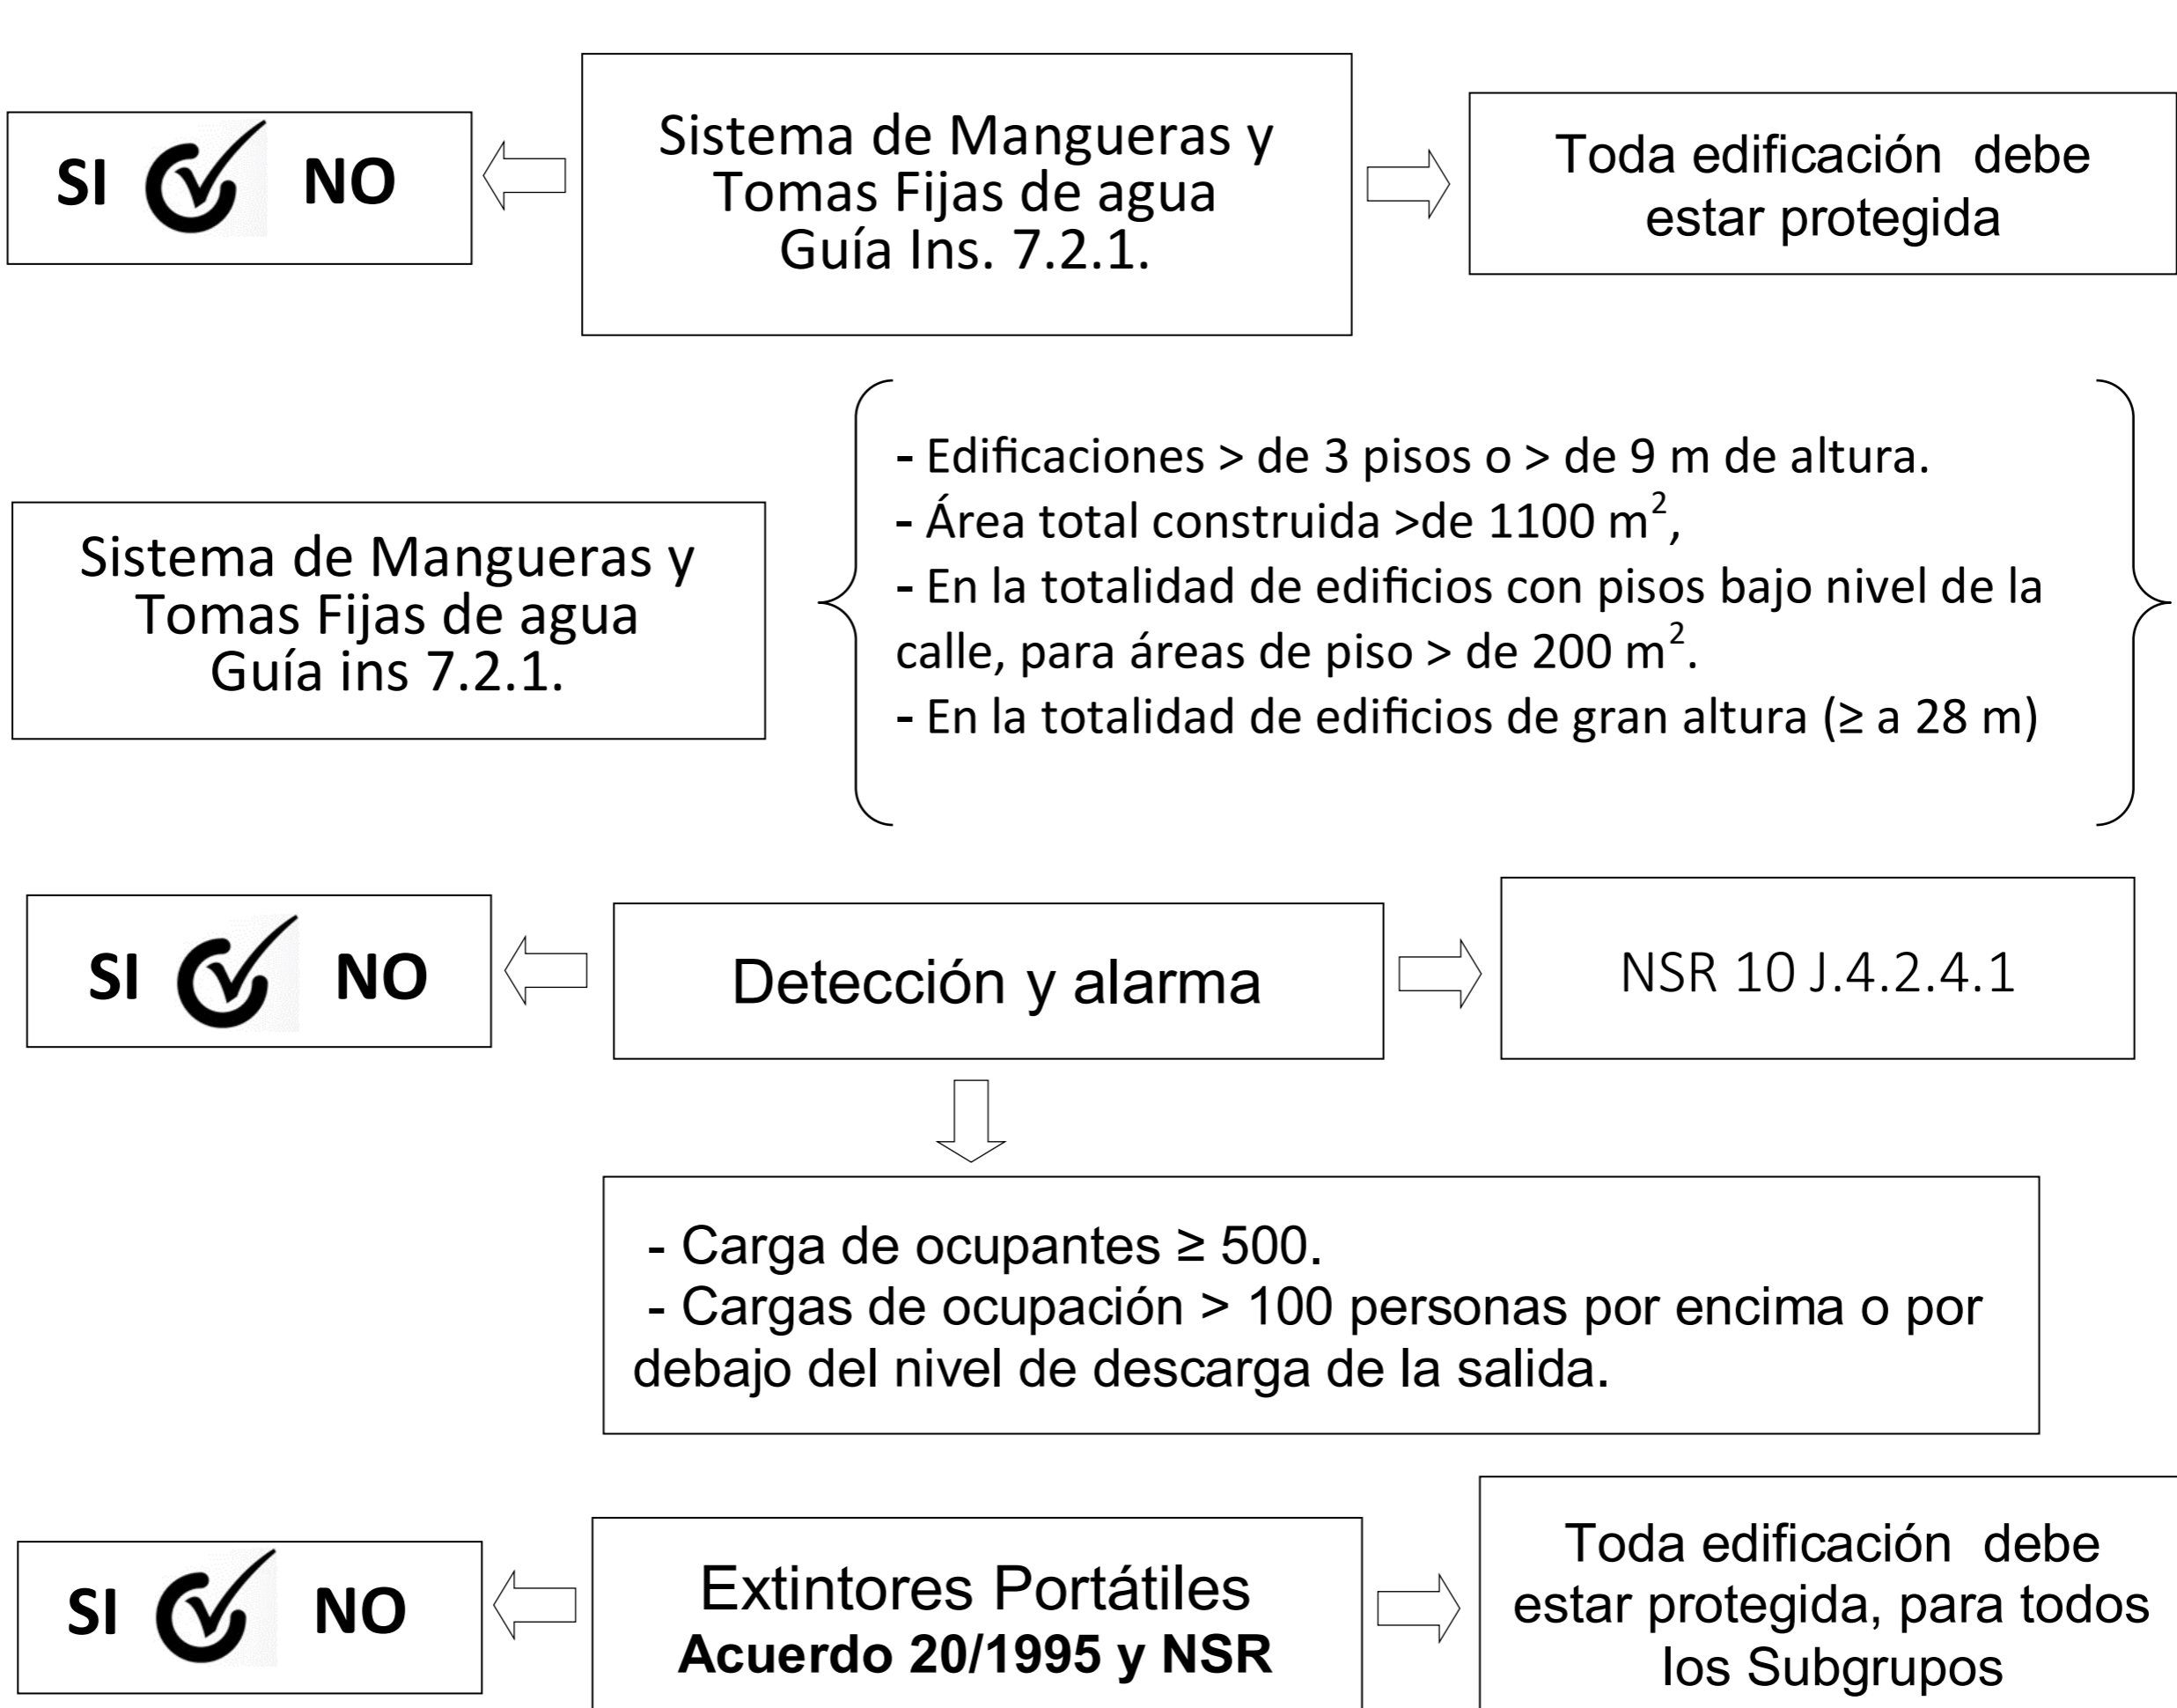 SI NO
Sistema de Mangueras y
Tomas Fijas de agua
Guía Ins. 7.2.1.
Toda edificación debe
estar protegida
Sistema de Mangueras y
Tomas Fijas de agua
Guía ins 7.2.1.
- Edificaciones > de 3 pisos o > de 9 m de altura.
- Área total construida >de 1100 m²,
- En la totalidad de edificios con pisos bajo nivel de la
calle, para áreas de piso > de 200 m².
- En la totalidad de edificios de gran altura (≥ a 28 m)
SI NO
Detección y alarma
NSR 10 J.4.2.4.1
- Carga de ocupantes ≥ 500.
- Cargas de ocupación > 100 personas por encima o por
debajo del nivel de descarga de la salida.
SI NO
Extintores Portátiles
Acuerdo 20/1995 y NSR
Toda edificación debe
estar protegida, para todos
los Subgrupos